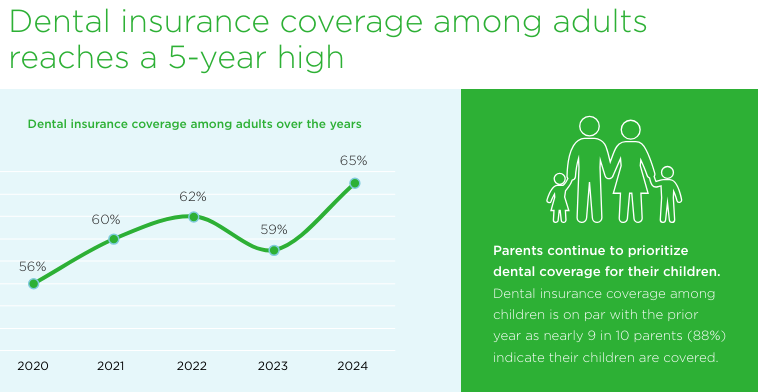 Dental insurance coverage among adults
reaches a 5-year high
Dental insurance coverage among adults over the years
56%
60%
62%
59%
65%
2020
2021
2022
2023
2024
Parents continue to prioritize
dental coverage for their children.
Dental insurance coverage among
children is on par with the prior
year as nearly 9 in 10 parents (88%)
indicate their children are covered.